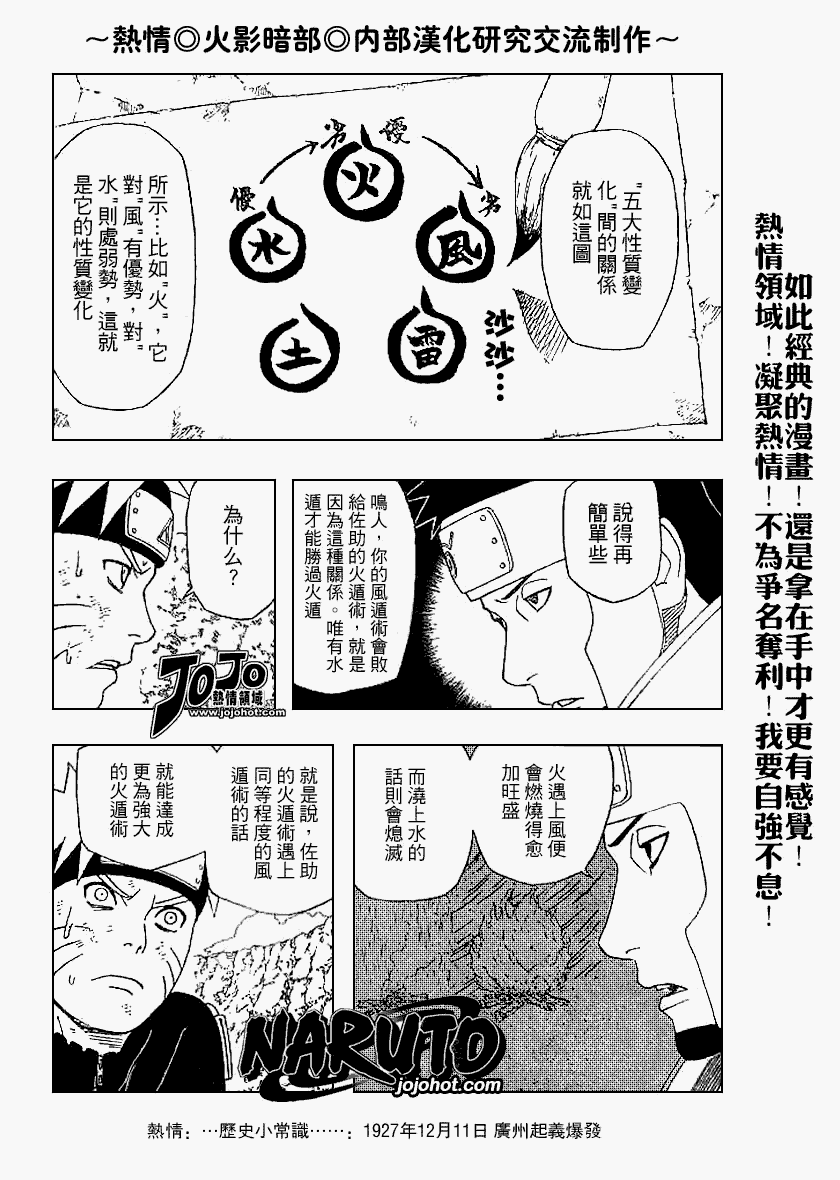 ～熱情◎火影暗部◎內部漢化研究交流制作～
如此經典的漫畫！還是拿在手中才更有感覺！
熱情領域！凝聚熱情！不為爭名奪利！我要自強不息！
"五大性質變
化"間的關係
就如這圖
優
劣
優
劣
火
水
風
土
雷
沙沙…
所示…比如"火"，它
對"風"有優勢，對"
水"則處弱勢，這就
是它的性質變化
說得再
簡單些
鳴人，你的風遁術會敗
給佐助的火遁術，就是
因為這種關係。唯有水
遁才能勝過火遁
為什么？
JOJO
熱情領域
www.jojohot.com
火遇上風便
會燃燒得愈
加旺盛
而澆上水的
話則會熄滅
就是說，佐助
的火遁術遇上
同等程度的風
遁術的話
就能達成
更為強大
的火遁術
NARUTO
jojohot.com
熱情：…歷史小常識……：1927年12月11日 廣州起義爆發